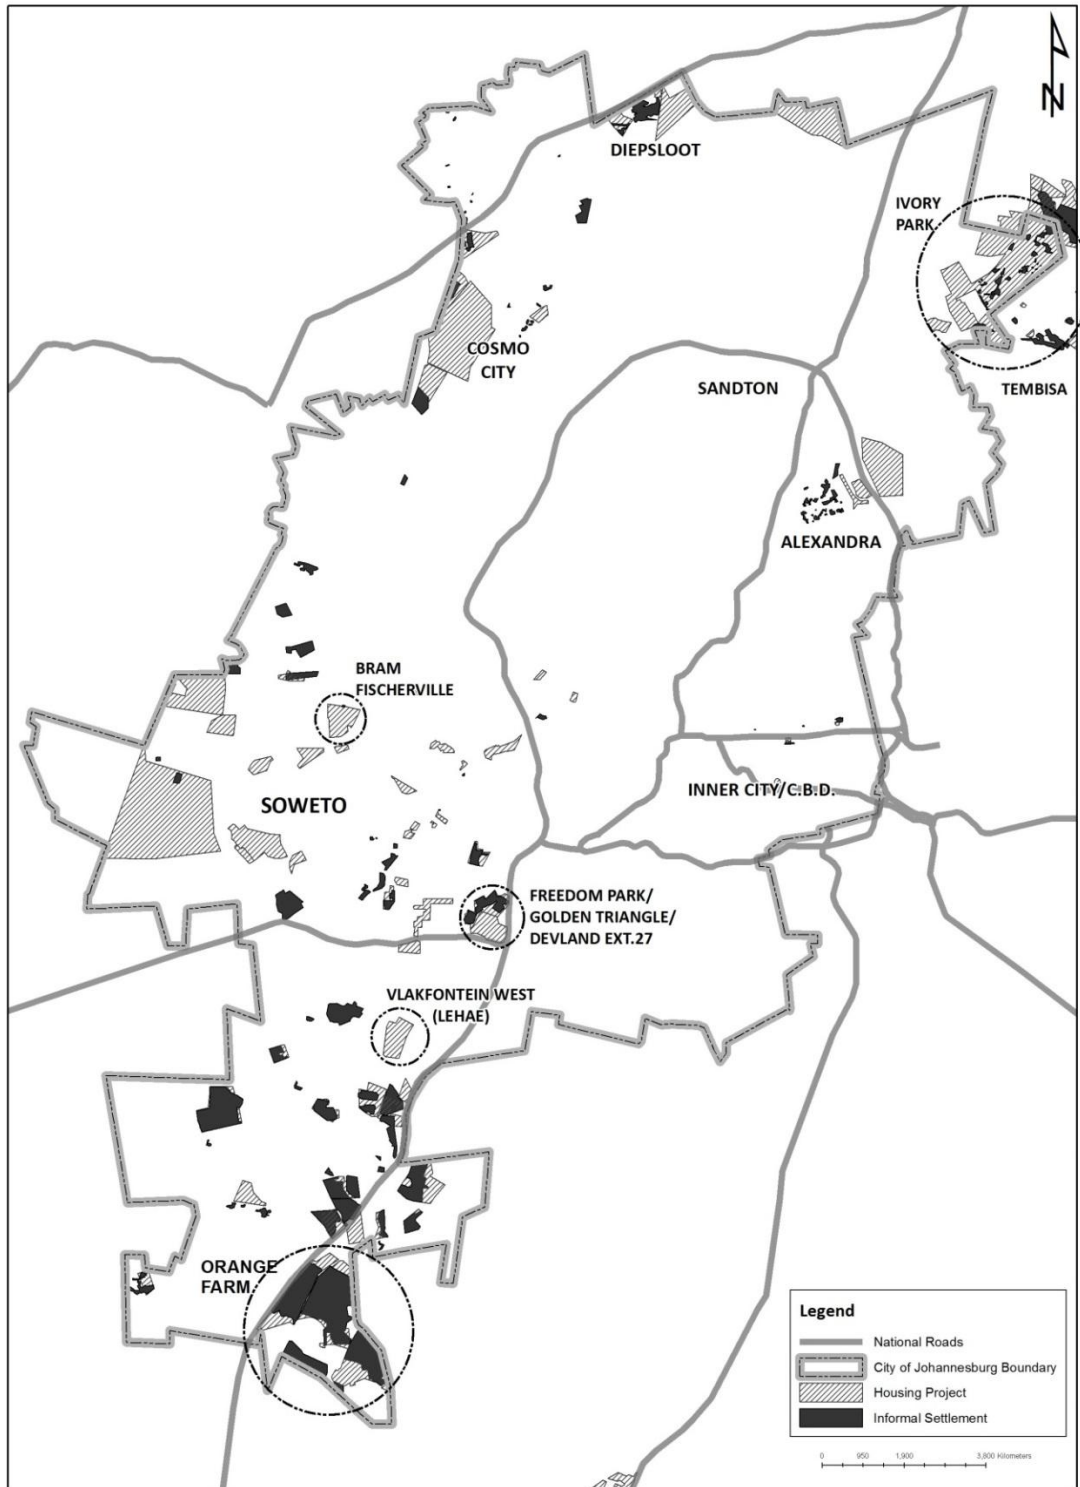 N
DIEPSLOOT
IVORY
PARK
COSMO
CITY
SANDTON
TEMBISA
ALEXANDRA
BRAM
FISCHERVILLE
SOWETO
INNER CITY/C.B.D.
FREEDOM PARK/
GOLDEN TRIANGLE/
DEVLAND EXT.27
VLAKFONTEIN WEST
(LEHAE)
ORANGE
FARM
Legend
National Roads
City of Johannesburg Boundary
Housing Project
Informal Settlement
0 950 1,900 3,800 Kilometers